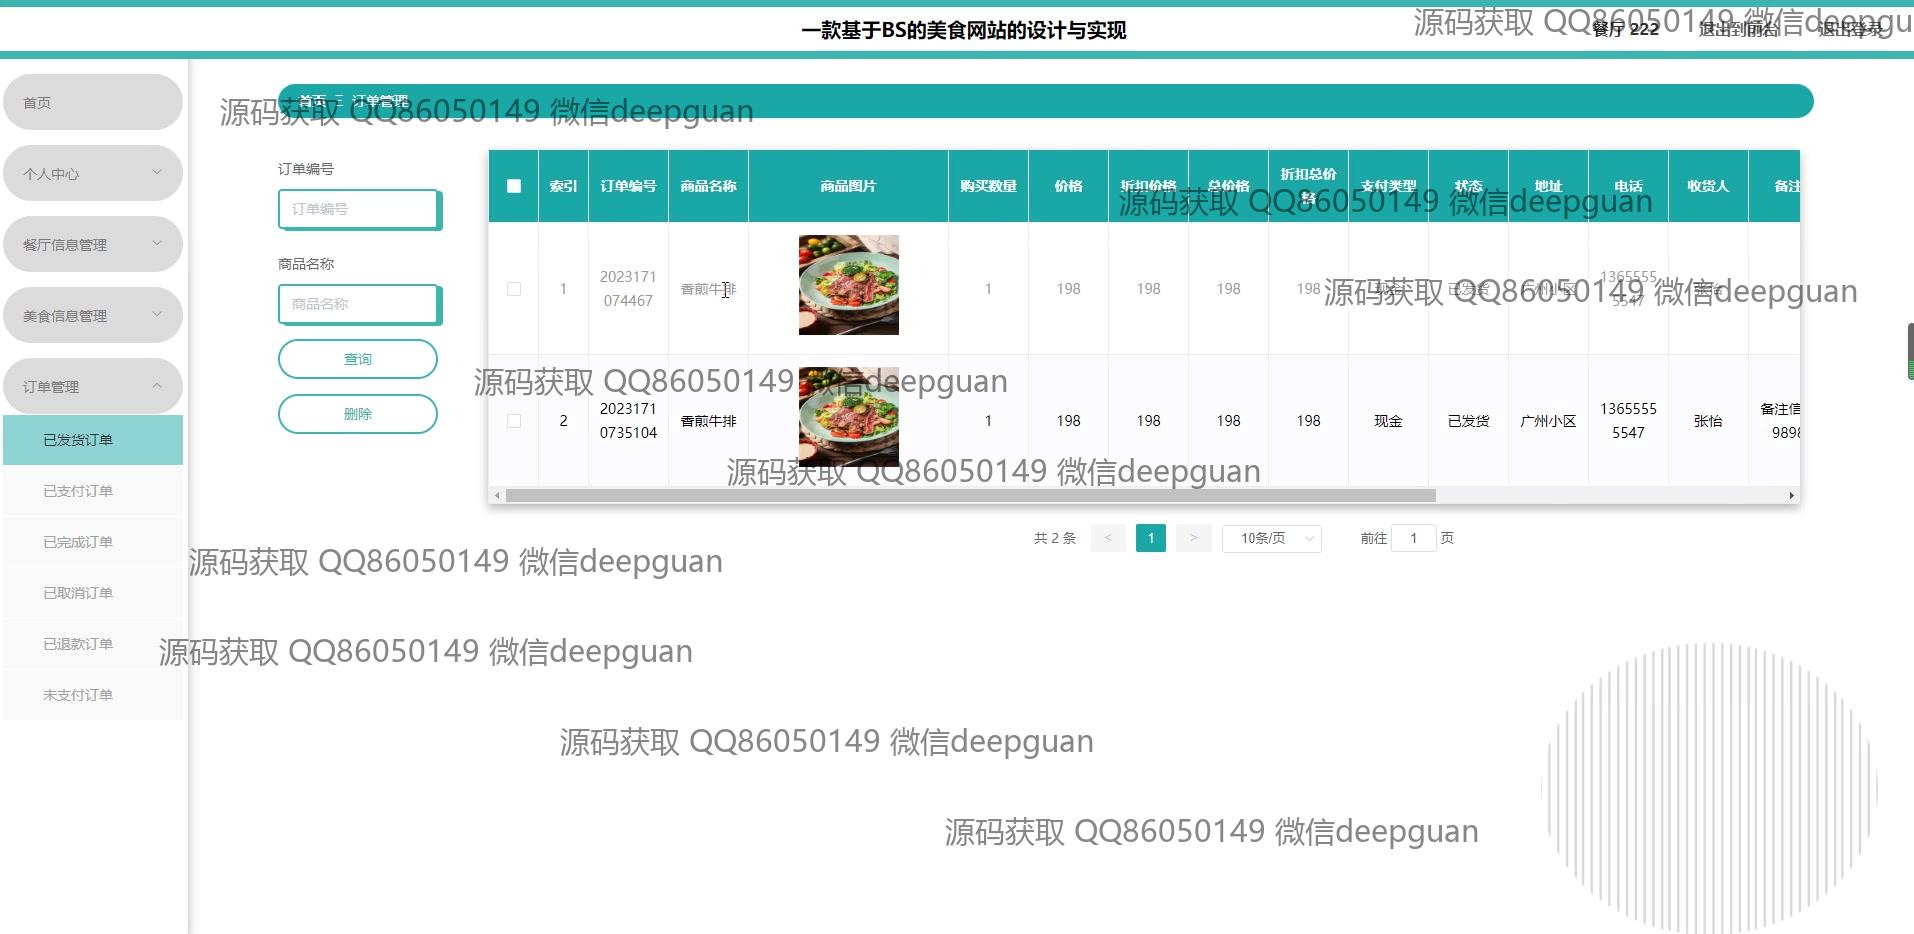 一款基于BS的美食网站的设计与实现
源码获取 QQ86050149 微信deepgu
餐厅 222
退出到前台
退出登录
首页
个人中心
餐厅信息管理
美食信息管理
订单管理
已发货订单
已支付订单
已完成订单
已取消订单
已退款订单
未支付订单
首页 订单管理
源码获取 QQ86050149 微信deepguan
订单编号
订单编号
商品名称
商品名称
查询
删除
索引 订单编号 商品名称 商品图片 购买数量 价格 折扣价格 总价格 折扣总价格 支付类型 状态 地址 电话 收货人 备注
源码获取 QQ86050149 微信deepguan
1 2023171074467 香煎牛排 1 198 198 198 198 现金 已发货 广州小区 13655555547 张怡
源码获取 QQ86050149 微信deepguan
源码获取 QQ86050149 微信deepguan
2 20231710735104 香煎牛排 1 198 198 198 198 现金 已发货 广州小区 13655555547 张怡 备注信 9898
源码获取 QQ86050149 微信deepguan
共 2 条 < 1 > 10条/页 前往 1 页
源码获取 QQ86050149 微信deepguan
源码获取 QQ86050149 微信deepguan
源码获取 QQ86050149 微信deepguan
源码获取 QQ86050149 微信deepguan